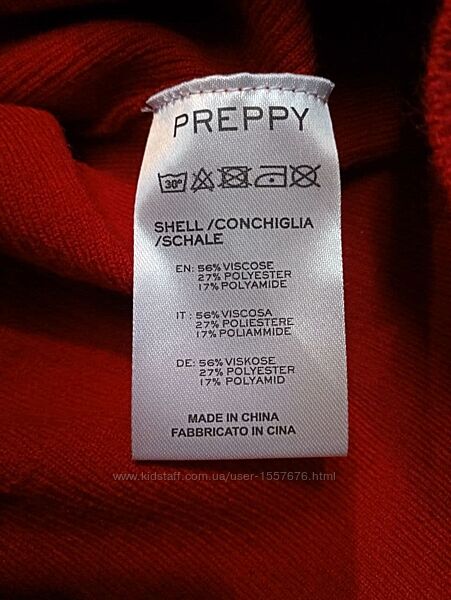 PREPPY
30°
SHELL /CONCHIGLIA
/SCHALE
EN: 56% VISCOSE
27% POLYESTER
17% POLYAMIDE
IT : 56% VISCOSA
27% POLIESTERE
17% POLIAMMIDE
DE: 56% VISKOSE
27% POLYESTER
17% POLYAMID
MADE IN CHINA
FABBRICATO IN CINA
www.kidstaff.com.ua/user-1557676.html